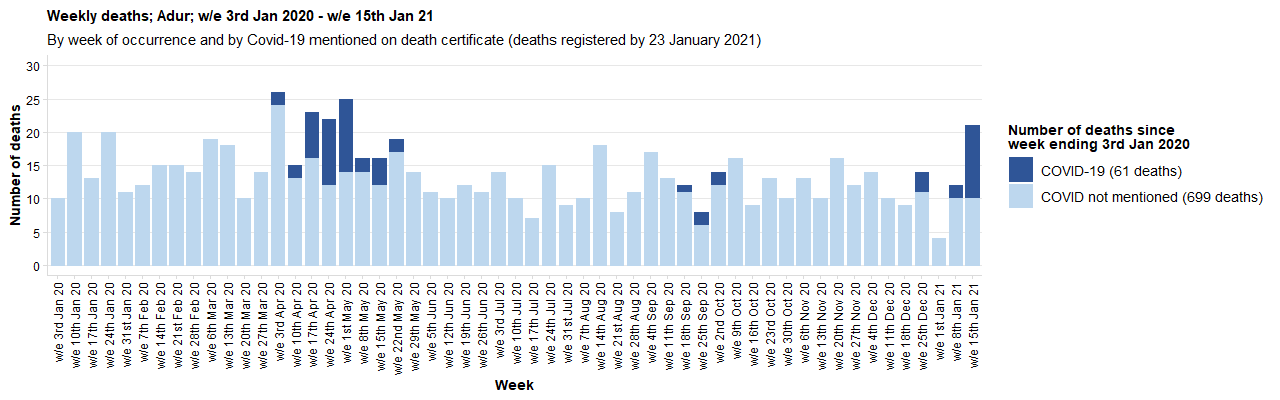 Weekly deaths; Adur; w/e 3rd Jan 2020 - w/e 15th Jan 21
By week of occurrence and by Covid-19 mentioned on death certificate (deaths registered by 23 January 2021)
Number of deaths
30
25
20
15
10
5
0
w/e 3rd Jan 20
w/e 10th Jan 20
w/e 17th Jan 20
w/e 24th Jan 20
w/e 31st Jan 20
w/e 7th Feb 20
w/e 14th Feb 20
w/e 21st Feb 20
w/e 28th Feb 20
w/e 6th Mar 20
w/e 13th Mar 20
w/e 20th Mar 20
w/e 27th Mar 20
w/e 3rd Apr 20
w/e 10th Apr 20
w/e 17th Apr 20
w/e 24th Apr 20
w/e 1st May 20
w/e 8th May 20
w/e 15th May 20
w/e 22nd May 20
w/e 29th May 20
w/e 5th Jun 20
w/e 12th Jun 20
w/e 19th Jun 20
w/e 26th Jun 20
w/e 3rd Jul 20
w/e 10th Jul 20
w/e 17th Jul 20
w/e 24th Jul 20
w/e 31st Jul 20
w/e 7th Aug 20
w/e 14th Aug 20
w/e 21st Aug 20
w/e 28th Aug 20
w/e 4th Sep 20
w/e 11th Sep 20
w/e 18th Sep 20
w/e 25th Sep 20
w/e 2nd Oct 20
w/e 9th Oct 20
w/e 16th Oct 20
w/e 23rd Oct 20
w/e 30th Oct 20
w/e 6th Nov 20
w/e 13th Nov 20
w/e 20th Nov 20
w/e 27th Nov 20
w/e 4th Dec 20
w/e 11th Dec 20
w/e 18th Dec 20
w/e 25th Dec 20
w/e 1st Jan 21
w/e 8th Jan 21
w/e 15th Jan 21
Week
Number of deaths since
week ending 3rd Jan 2020
COVID-19 (61 deaths)
COVID not mentioned (699 deaths)